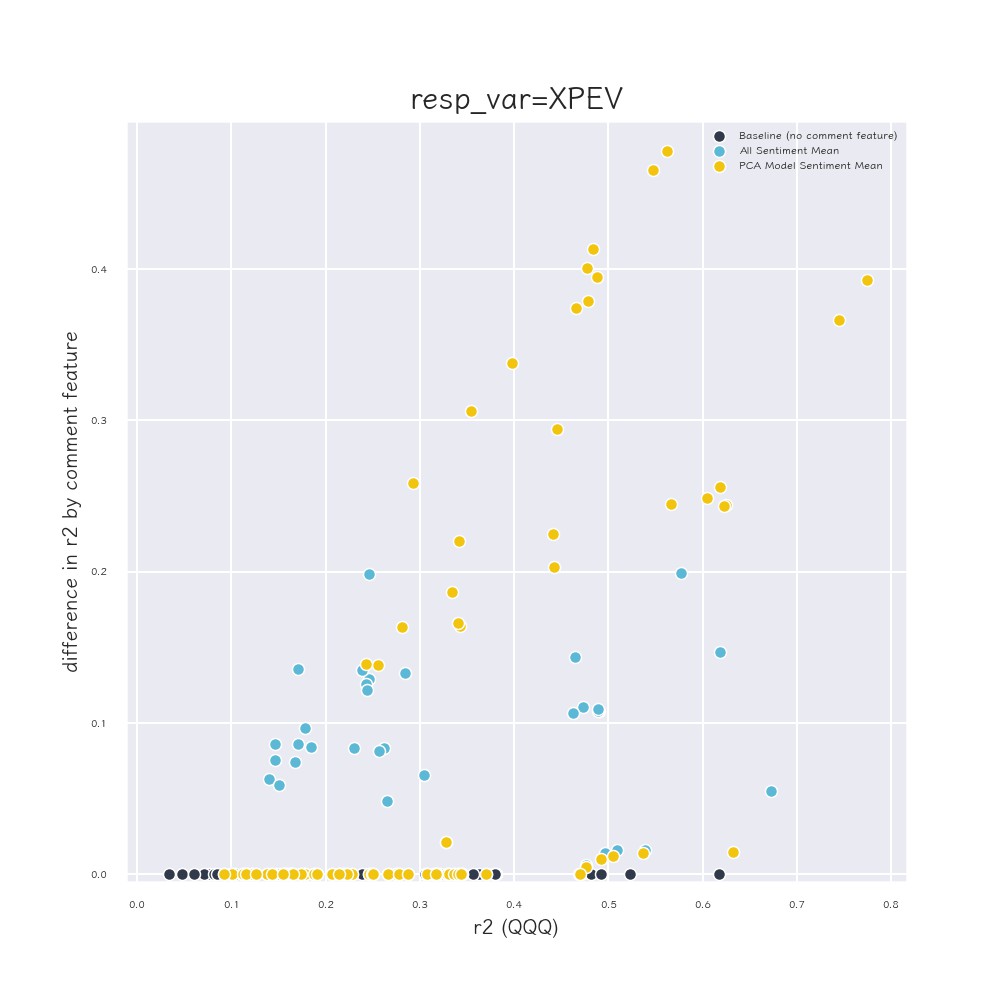 resp_var=XPEV
Baseline (no comment feature)
All Sentiment Mean
PCA Model Sentiment Mean
difference in r2 by comment feature
0.4
0.3
0.2
0.1
0.0
0.0 0.1 0.2 0.3 0.4 0.5 0.6 0.7 0.8
r2 (QQQ)